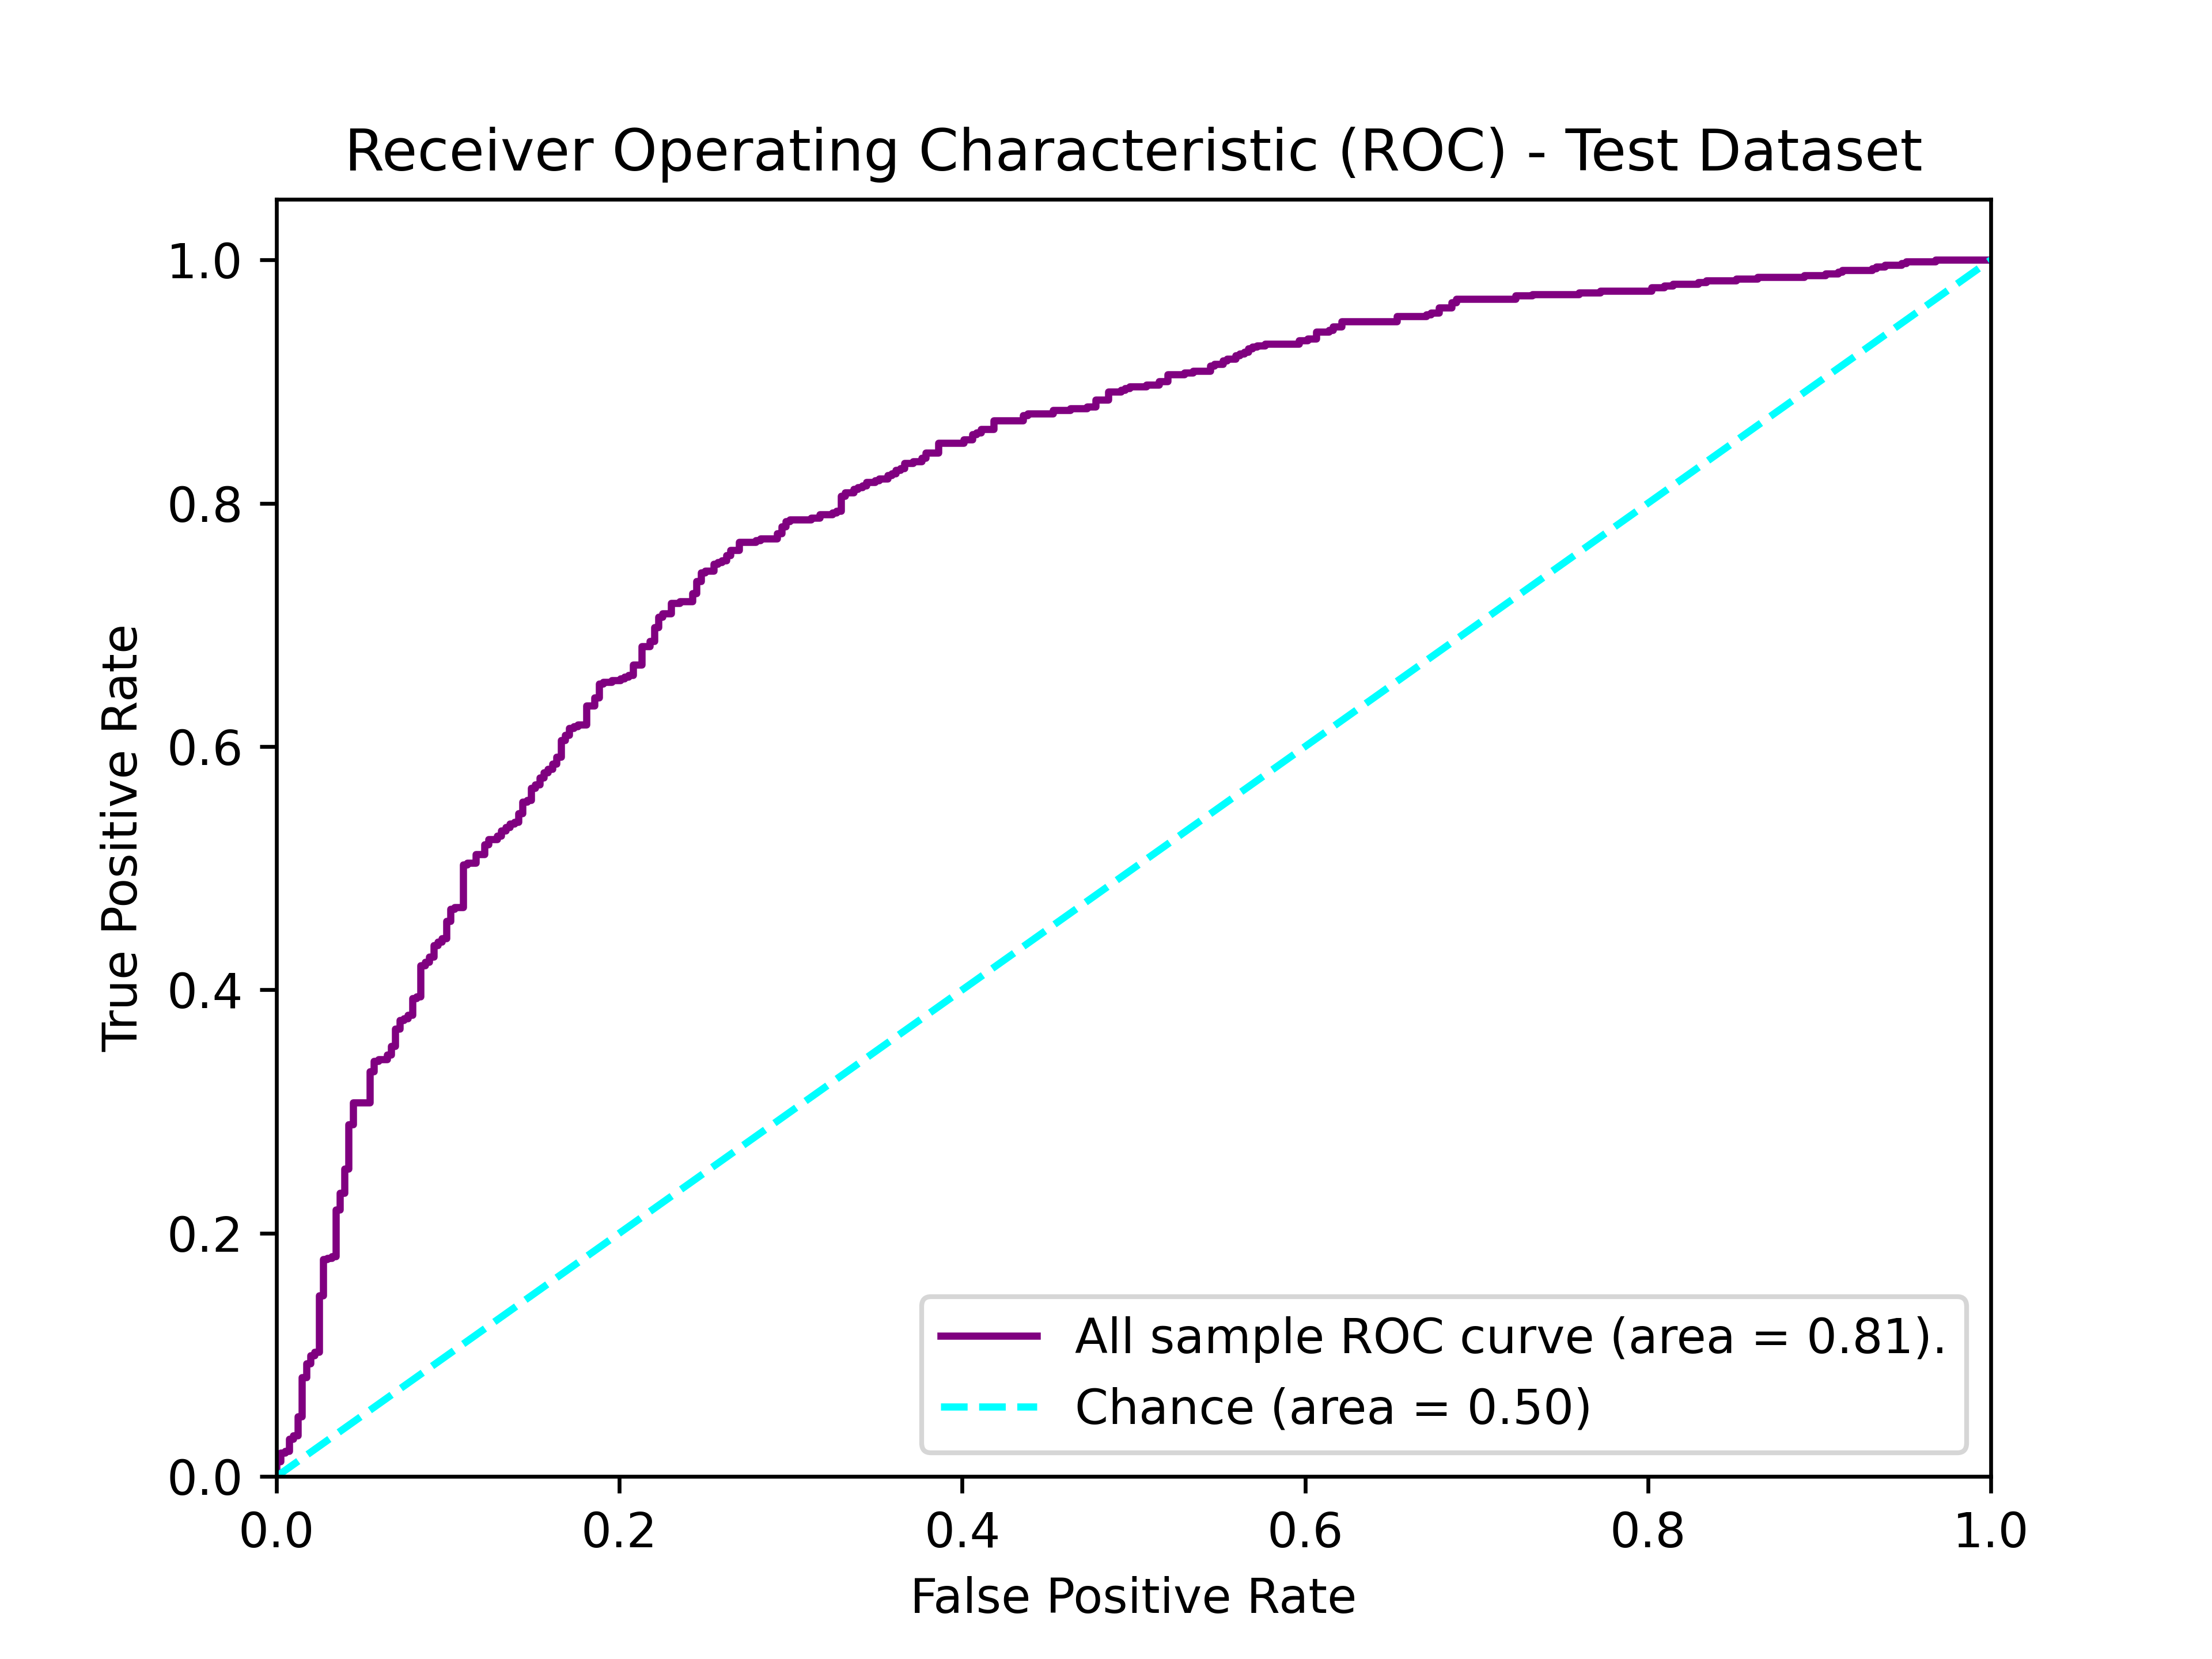 Receiver Operating Characteristic (ROC) - Test Dataset
1.0
0.8
0.6
0.4
0.2
0.0
True Positive Rate
All sample ROC curve (area = 0.81).
Chance (area = 0.50)
0.0 0.2 0.4 0.6 0.8 1.0
False Positive Rate